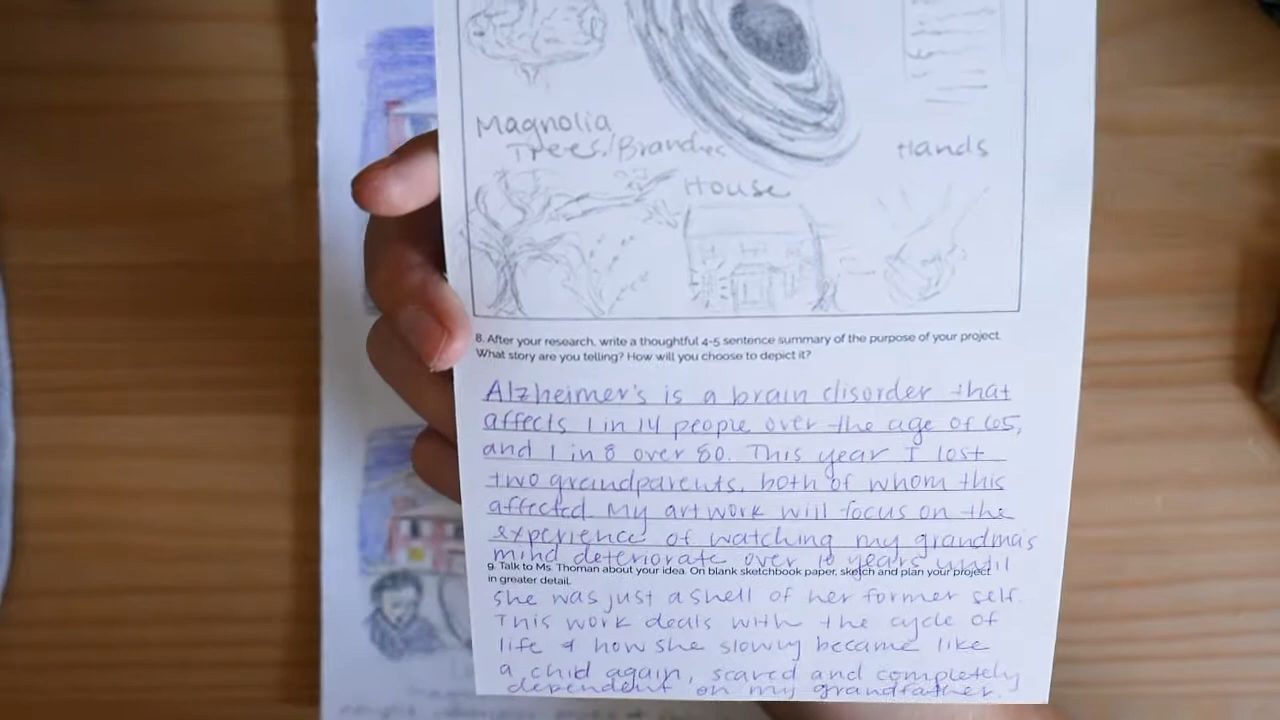 Magnolia
Trees/Branches
Hands
House
8. After your research, write a thoughtful 4-5 sentence summary of the purpose of your project.
What story are you telling? How will you choose to depict it?
Alzheimer's is a brain disorder that
affects 1 in 14 people over the age of 65,
and 1 in 8 over 80. This year I lost
two grandparents, both of whom this
affected. My artwork will focus on the
experience of watching my grandma's
mind deteriorate over 10 years until
9. Talk to Ms. Thoman about your idea. On blank sketchbook paper, sketch and plan your project
in greater detail.
she was just a shell of her former self.
This work deals with the cycle of
life & how she slowly became like
a child again, scared and completely
dependent on my grandfather.